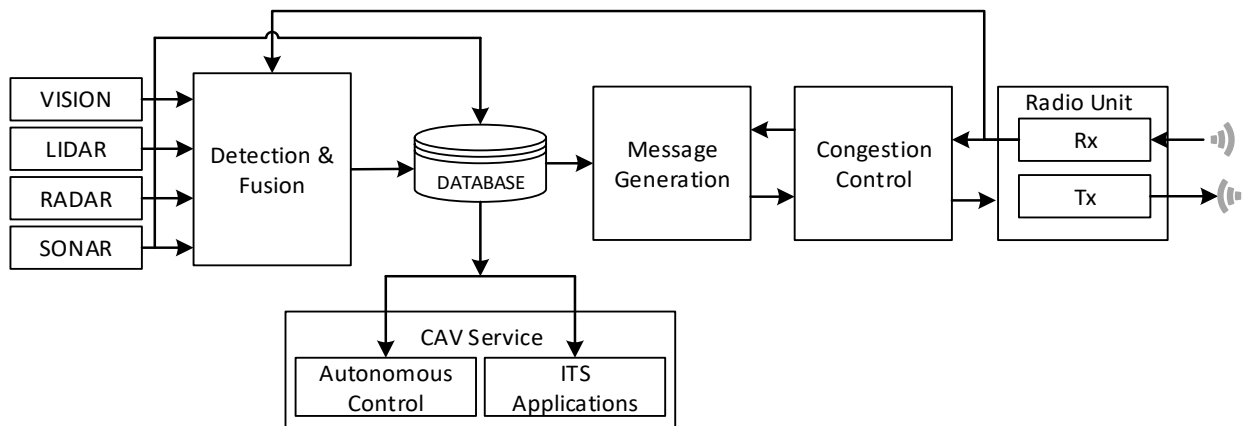 VISION
LIDAR
RADAR
SONAR
Detection &
Fusion
DATABASE
Message
Generation
Congestion
Control
Radio Unit
Rx
Tx
CAV Service
Autonomous
Control
ITS
Applications